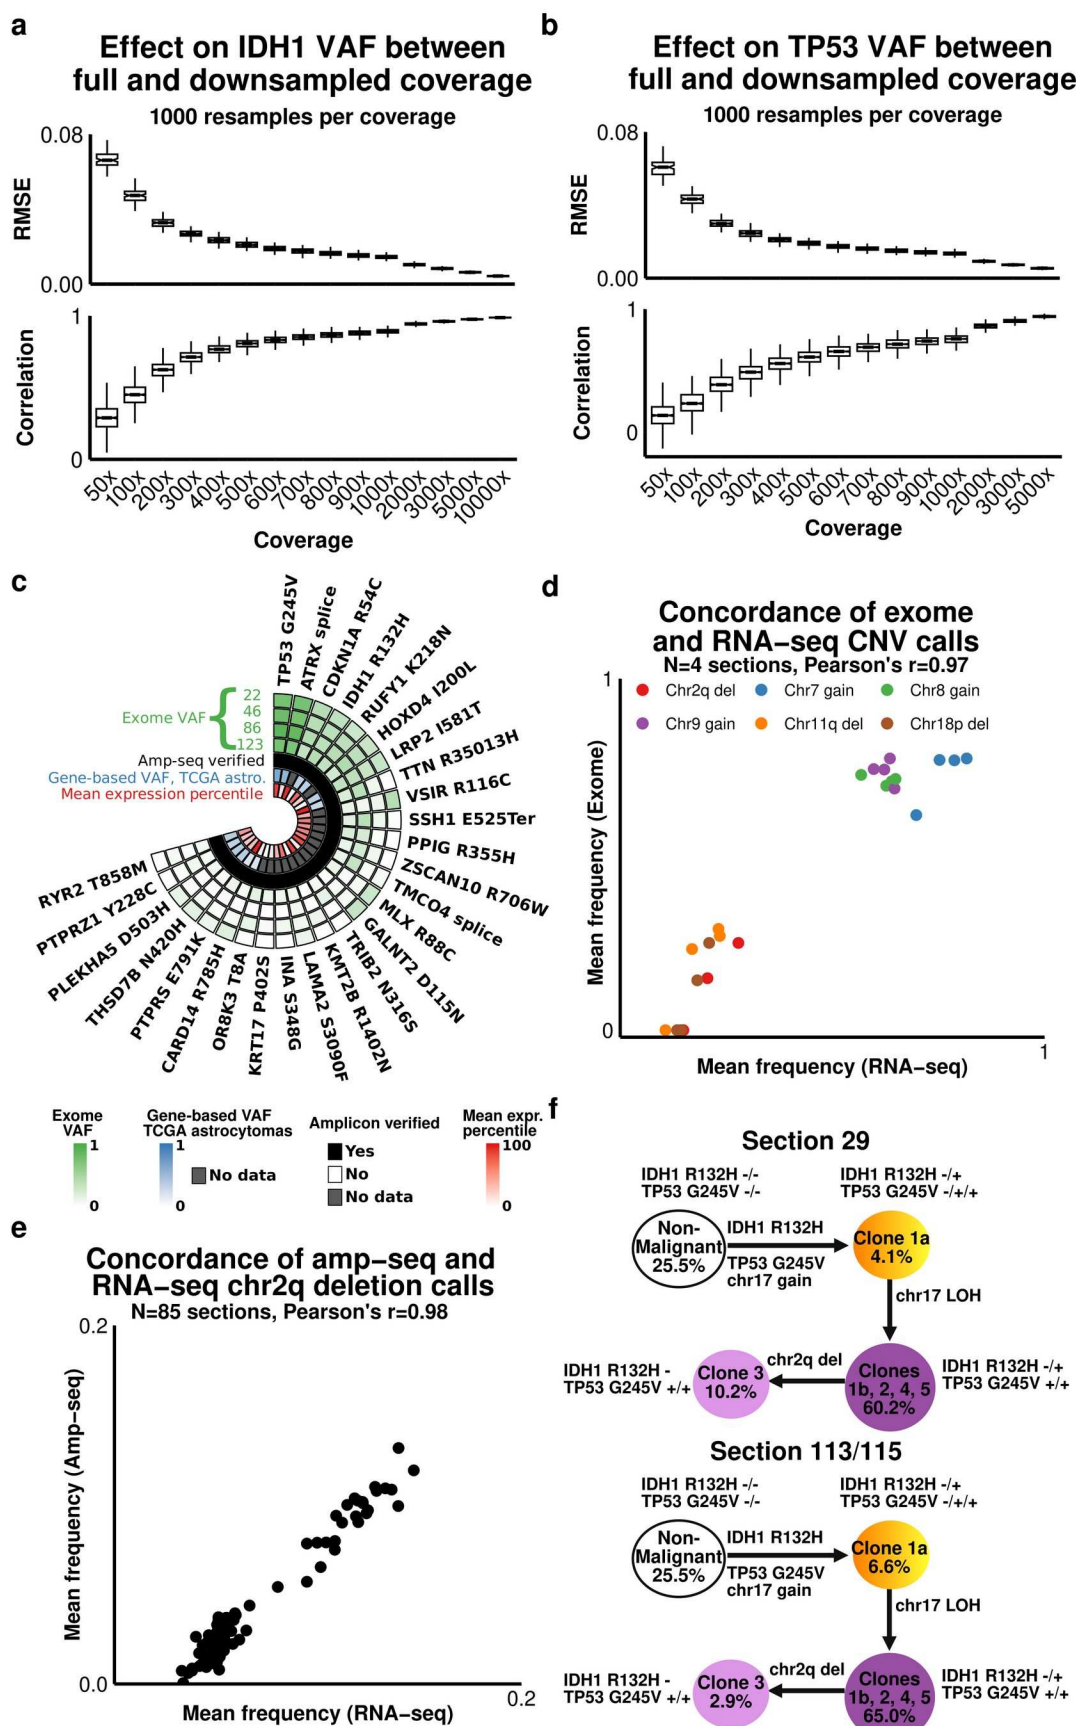 a
Effect on IDH1 VAF between
full and downsampled coverage
1000 resamples per coverage
0.08
RMSE
0.00
1
Correlation
0
50x
100x
200x
300x
400x
500x
600x
700x
800x
900x
1000x
2000x
3000x
5000x
10000x
Coverage
b
Effect on TP53 VAF between
full and downsampled coverage
1000 resamples per coverage
0.08
RMSE
0.00
1
Correlation
0
50x
100x
200x
300x
400x
500x
600x
700x
800x
900x
1000x
2000x
3000x
5000x
Coverage
c
TP53 G245V
ATRX splice
CDKN1A R54C
IDH1 R132H
RUFY1 K218N
HOXD4 I200L
LRP2 I581T
TTN R35013H
VSIR R116C
SSH1 E525Ter
PPIG R355H
ZSCAN10 R706W
TMCO4 splice
MLX R88C
GALNT2 D115N
TRIB2 N316S
KMT2B R1402N
LAMA2 S3090F
INA S348G
KRT17 P402S
OR8K3 T8A
CARD14 R785H
PTPRS E791K
THSD7B N420H
PLEKHA5 D503H
PTPRZ1 Y228C
RYR2 T858M
Exome VAF
22
46
86
123
Amp-seq verified
Gene-based VAF, TCGA astro.
Mean expression percentile
Exome
VAF
1
0
Gene-based VAF
TCGA astrocytomas
1
0
No data
Amplicon verified
Yes
No
No data
Mean expr.
percentile
100
0
d
Concordance of exome
and RNA-seq CNV calls
N=4 sections, Pearson's r=0.97
Chr2q del
Chr7 gain
Chr8 gain
Chr9 gain
Chr11q del
Chr18p del
1
Mean frequency (Exome)
0
1
Mean frequency (RNA-seq)
e
Concordance of amp-seq and
RNA-seq chr2q deletion calls
N=85 sections, Pearson's r=0.98
0.2
Mean frequency (Amp-seq)
0.0
0.2
Mean frequency (RNA-seq)
f
Section 29
IDH1 R132H -/-
TP53 G245V -/-
IDH1 R132H -/+
TP53 G245V -/+/+
Non-
Malignant
25.5%
IDH1 R132H
TP53 G245V
chr17 gain
Clone 1a
4.1%
chr17 LOH
IDH1 R132H -
TP53 G245V +/+
Clone 3
10.2%
chr2q del
Clones
1b, 2, 4, 5
60.2%
IDH1 R132H -/+
TP53 G245V +/+
Section 113/115
IDH1 R132H -/-
TP53 G245V -/-
IDH1 R132H -/+
TP53 G245V -/+/+
Non-
Malignant
25.5%
IDH1 R132H
TP53 G245V
chr17 gain
Clone 1a
6.6%
chr17 LOH
IDH1 R132H -
TP53 G245V +/+
Clone 3
2.9%
chr2q del
Clones
1b, 2, 4, 5
65.0%
IDH1 R132H -/+
TP53 G245V +/+